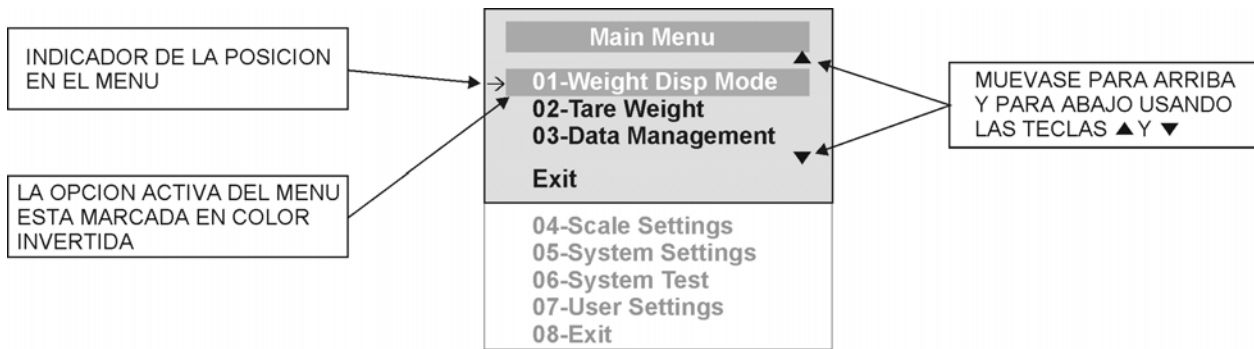 INDICADOR DE LA POSICION
EN EL MENU
LA OPCION ACTIVA DEL MENU
ESTA MARCADA EN COLOR
INVERTIDA
Main Menu
01-Weight Disp Mode
02-Tare Weight
03-Data Management
Exit
04-Scale Settings
05-System Settings
06-System Test
07-User Settings
08-Exit
MUEVASE PARA ARRIBA
Y PARA ABAJO USANDO
LAS TECLAS ▲Y ▼